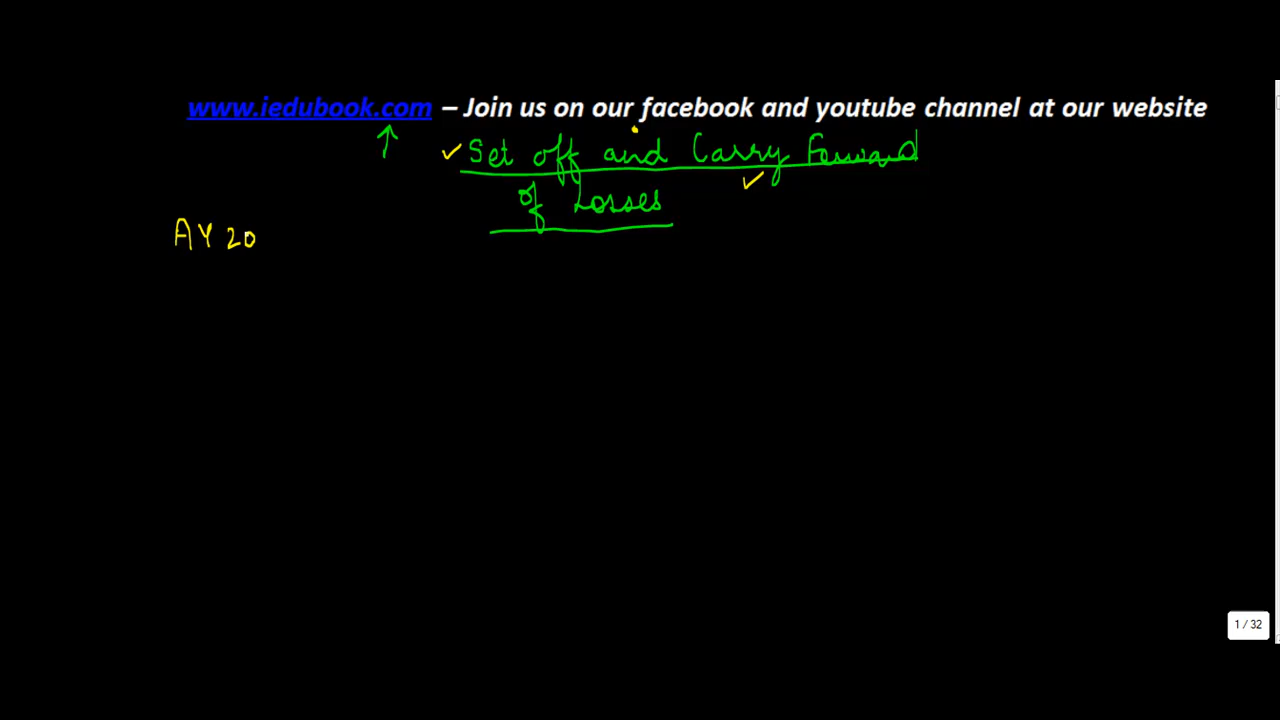 www.iedubook.com – Join us on our facebook and youtube channel at our website
Set off and Carry Forward
of Losses
AY 20
1 / 32